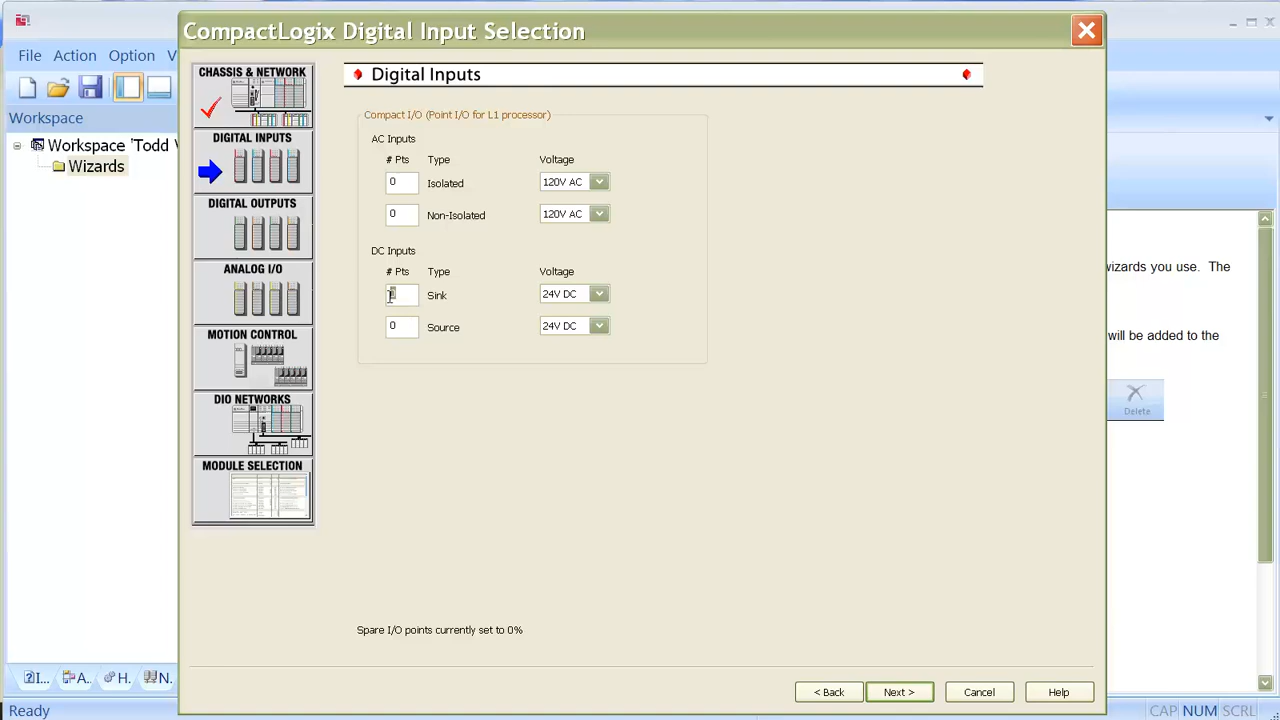 CompactLogix Digital Input Selection
File Action Option V
Workspace
Workspace 'Todd
Wizards
CHASSIS & NETWORK
DIGITAL INPUTS
DIGITAL OUTPUTS
ANALOG I/O
MOTION CONTROL
DIO NETWORKS
MODULE SELECTION
Digital Inputs
Compact I/O (Point I/O for L1 processor)
AC Inputs
# Pts Type Voltage
0 Isolated 120V AC
0 Non-Isolated 120V AC
DC Inputs
# Pts Type Voltage
Sink 24V DC
0 Source 24V DC
Spare I/O points currently set to 0%
< Back Next > Cancel Help
wizards you use. The
will be added to the
Delete
I... A.. H. N.
Ready CAP NUM SCRL